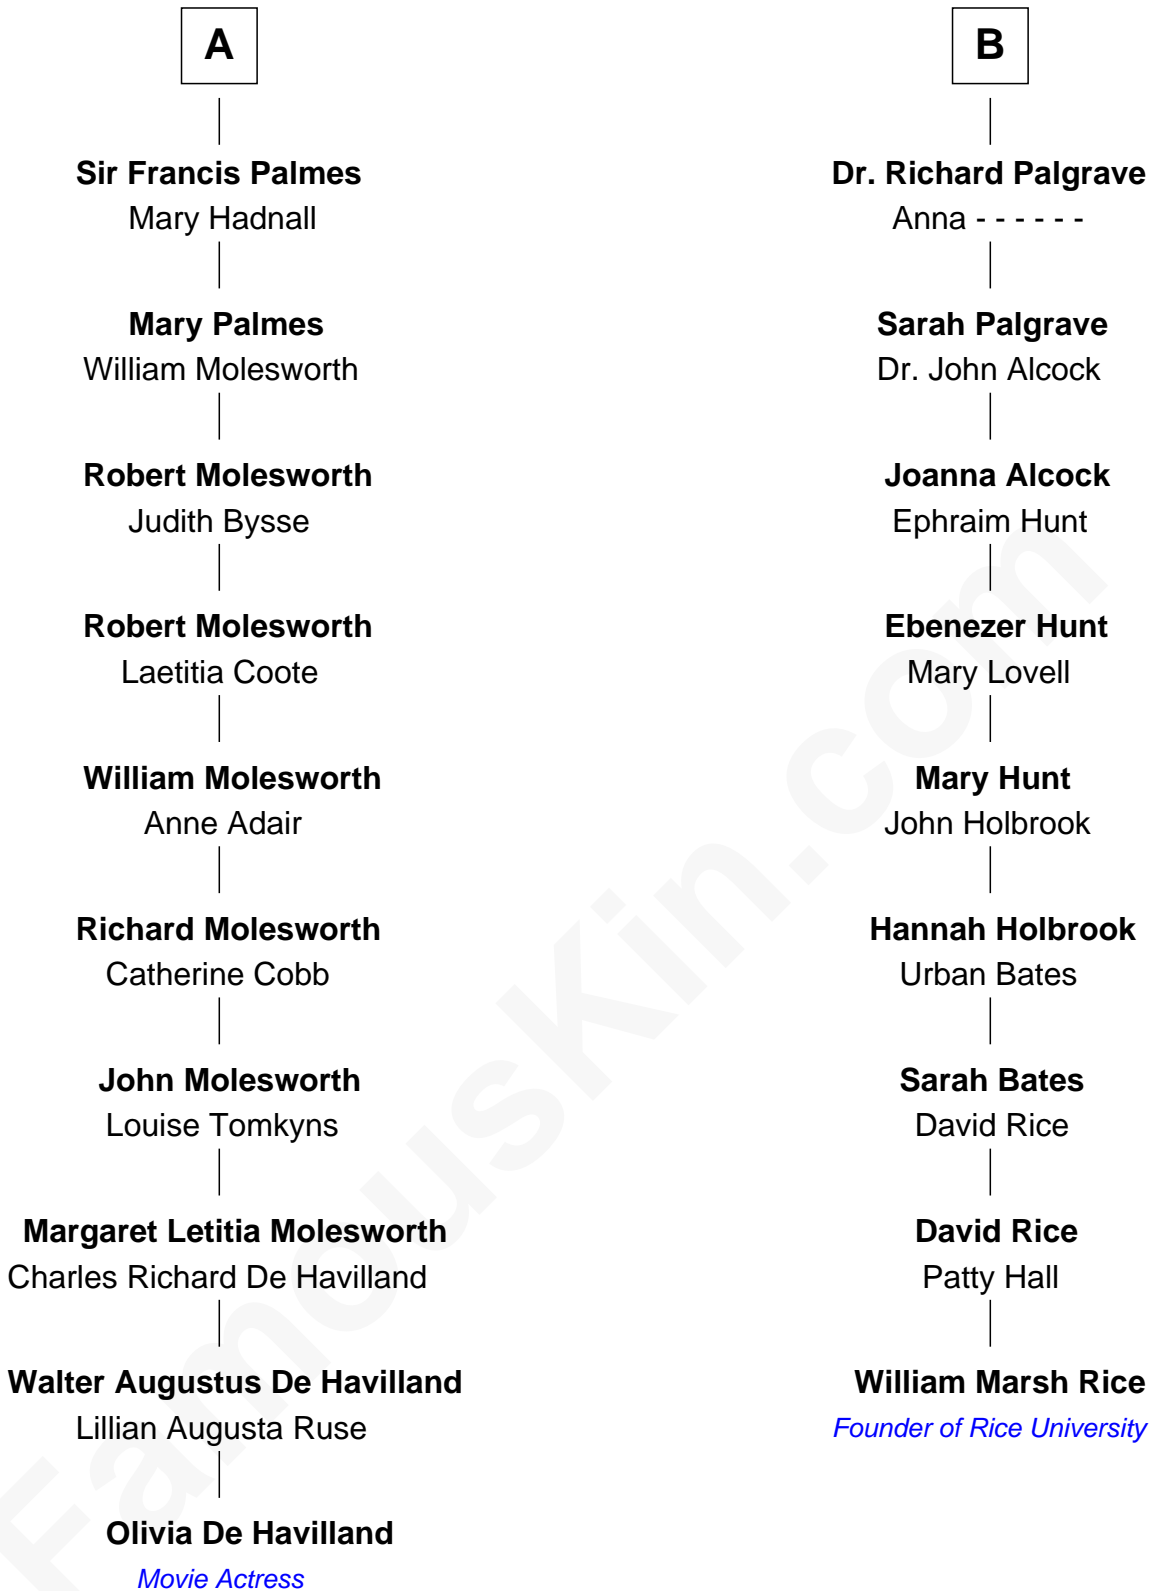 A
Sir Francis Palmes
Mary Hadnall
Mary Palmes
William Molesworth
Robert Molesworth
Judith Bysse
Robert Molesworth
Laetitia Coote
William Molesworth
Anne Adair
Richard Molesworth
Catherine Cobb
John Molesworth
Louise Tomkyns
Margaret Letitia Molesworth
Charles Richard De Havilland
Walter Augustus De Havilland
Lillian Augusta Ruse
Olivia De Havilland
Movie Actress
B
Dr. Richard Palgrave
Anna - - - - - -
Sarah Palgrave
Dr. John Alcock
Joanna Alcock
Ephraim Hunt
Ebenezer Hunt
Mary Lovell
Mary Hunt
John Holbrook
Hannah Holbrook
Urban Bates
Sarah Bates
David Rice
David Rice
Patty Hall
William Marsh Rice
Founder of Rice University
FamousKin.com